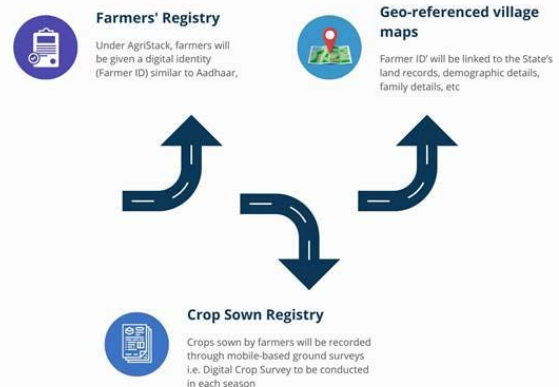 Farmers' Registry
Under AgriStack, farmers will
be given a digital identity
(Farmer ID) similar to Aadhaar,
Geo-referenced village
maps
Farmer ID' will be linked to the State's
land records, demographic details,
family details, etc
Crop Sown Registry
Crops sown by farmers will be recorded
through mobile-based ground surveys
i.e. Digital Crop Survey to be conducted
in each season